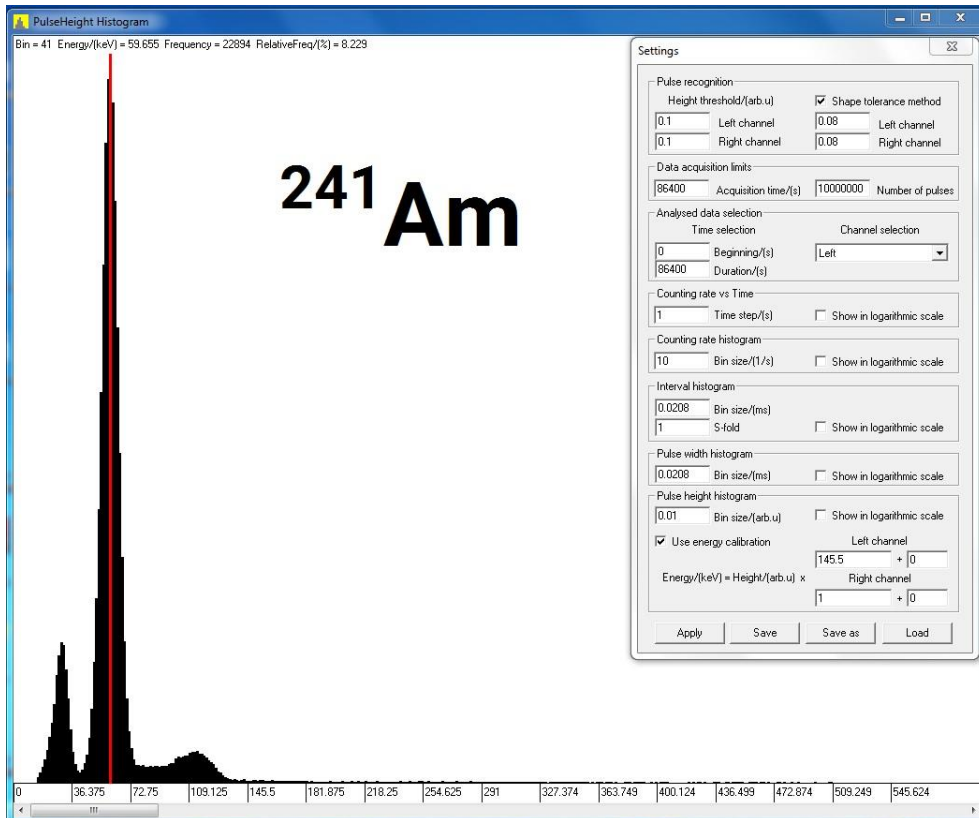 PulseHeight Histogram
Bin = 41 Energy/(keV) = 59.655 Frequency = 22894 RelativeFreq/(%) = 8.229
241Am
0 36.375 72.75 109.125 145.5 181.875 218.25 254.625 291 327.374 363.749 400.124 436.499 472.874 509.249 545.624
Settings
Pulse recognition
Height threshold/(arb.u) Shape tolerance method
0.1 Left channel 0.08 Left channel
0.1 Right channel 0.08 Right channel
Data acquisition limits
86400 Acquisition time/(s) 10000000 Number of pulses
Analysed data selection
Time selection Channel selection
0 Beginning/(s) Left
86400 Duration/(s)
Counting rate vs Time
1 Time step/(s) Show in logarithmic scale
Counting rate histogram
10 Bin size/(1/s) Show in logarithmic scale
Interval histogram
0.0208 Bin size/(ms)
1 S-fold Show in logarithmic scale
Pulse width histogram
0.0208 Bin size/(ms) Show in logarithmic scale
Pulse height histogram
0.01 Bin size/(arb.u) Show in logarithmic scale
Use energy calibration Left channel
145.5 + 0
Energy/(keV) = Height/(arb.u) x Right channel
1 + 0
Apply Save Save as Load